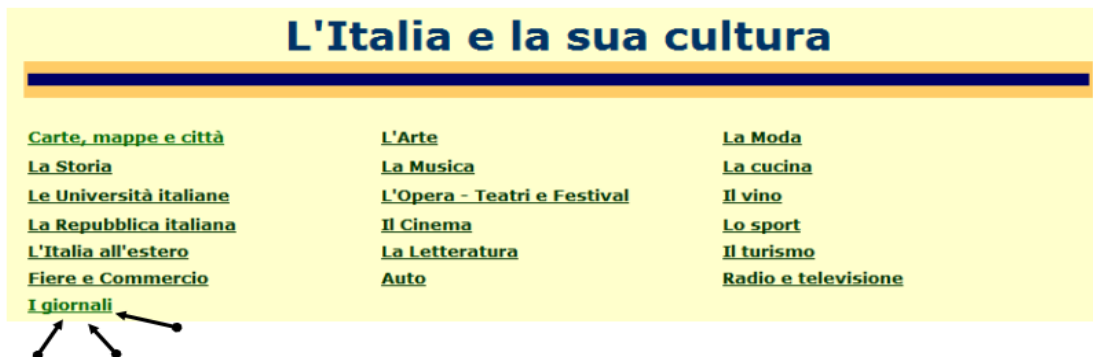 L'Italia e la sua cultura
Carte, mappe e città
L'Arte
La Moda
La Storia
La Musica
La cucina
Le Università italiane
L'Opera - Teatri e Festival
Il vino
La Repubblica italiana
Il Cinema
Lo sport
L'Italia all'estero
La Letteratura
Il turismo
Fiere e Commercio
Auto
Radio e televisione
I giornali